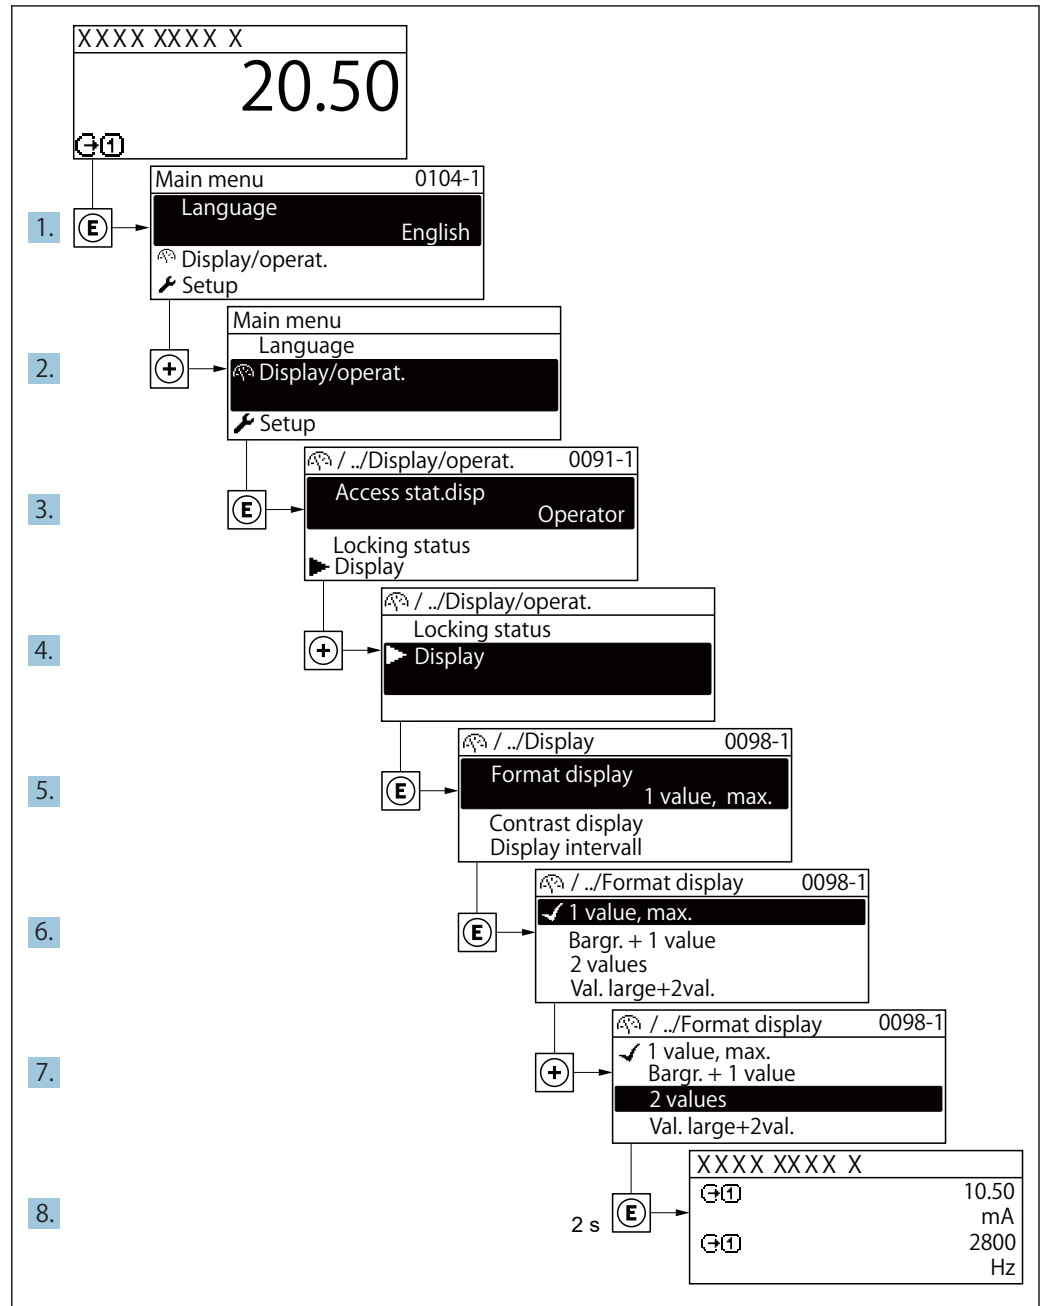 XXXX XXXX X
20.50
1
Main menu 0104-1
Language
English
Display/operat.
Setup
1. E
Main menu
Language
Display/operat.
Setup
2. +
/ ../Display/operat. 0091-1
Access stat.disp
Operator
Locking status
Display
3. E
/ ../Display/operat.
Locking status
Display
4. +
/ ../Display 0098-1
Format display
1 value, max.
Contrast display
Display intervall
5. E
/ ../Format display 0098-1
1 value, max.
Bargr. + 1 value
2 values
Val. large+2val.
6. E
/ ../Format display 0098-1
1 value, max.
Bargr. + 1 value
2 values
Val. large+2val.
7. +
XXXX XXXX X
1 10.50
mA
1 2800
Hz
8. 2 s E